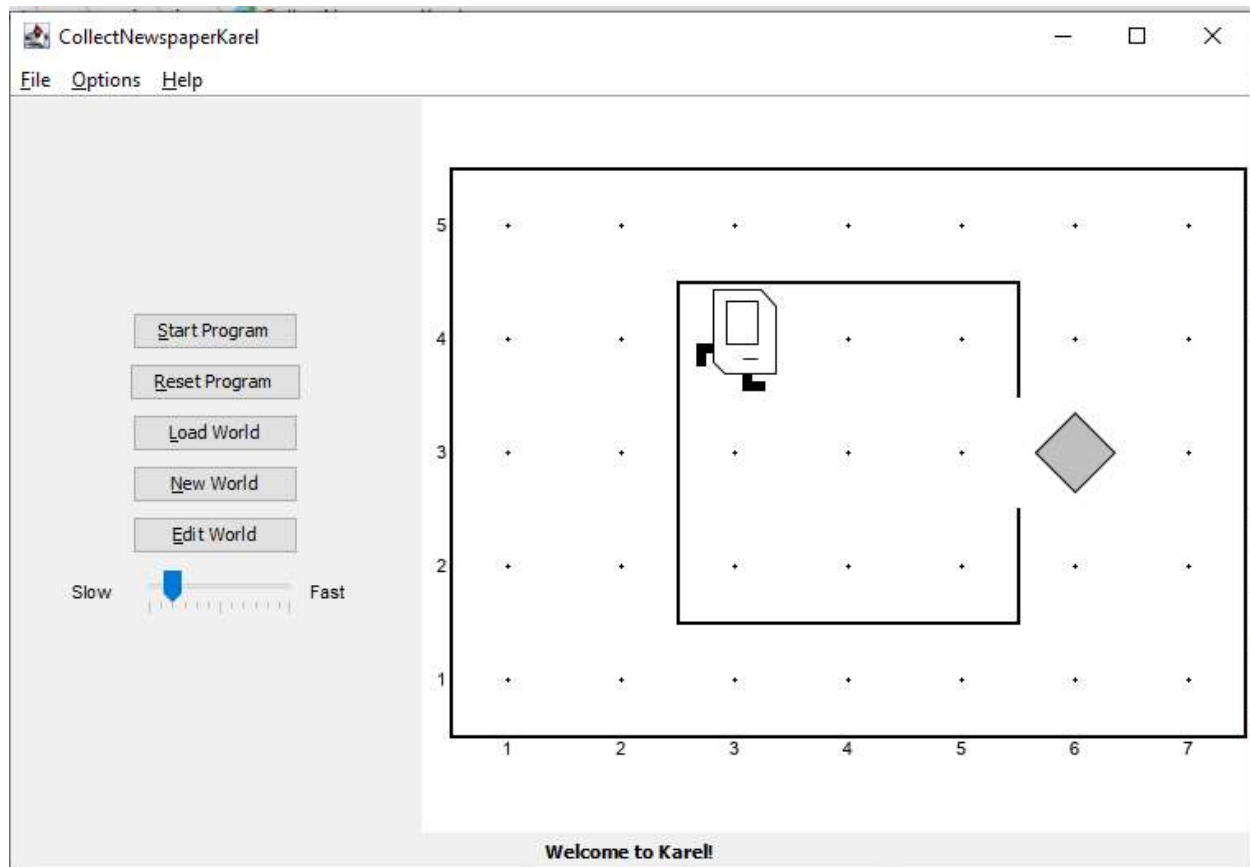 CollectNewspaperKarel
File Options Help
Start Program
Reset Program
Load World
New World
Edit World
Slow Fast
5
4
3
2
1
1 2 3 4 5 6 7
Welcome to Karel!